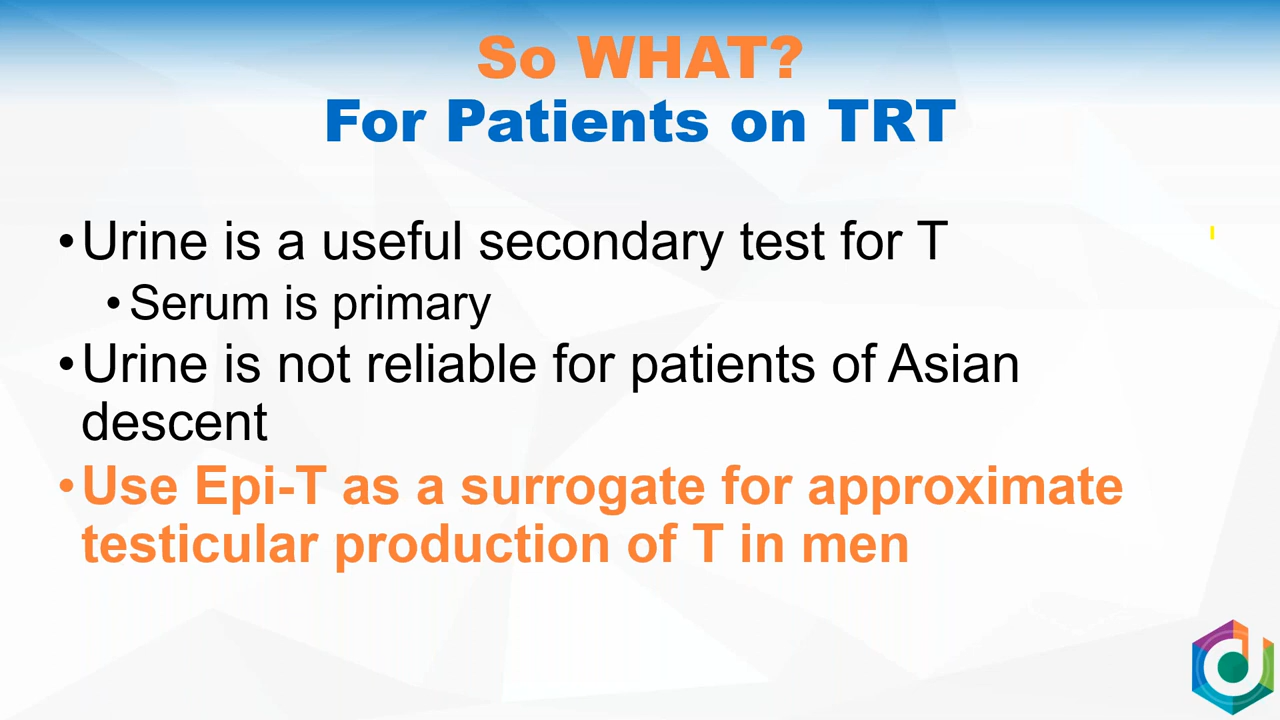 So WHAT?
For Patients on TRT
•Urine is a useful secondary test for T
•Serum is primary
•Urine is not reliable for patients of Asian
descent
•Use Epi-T as a surrogate for approximate
testicular production of T in men